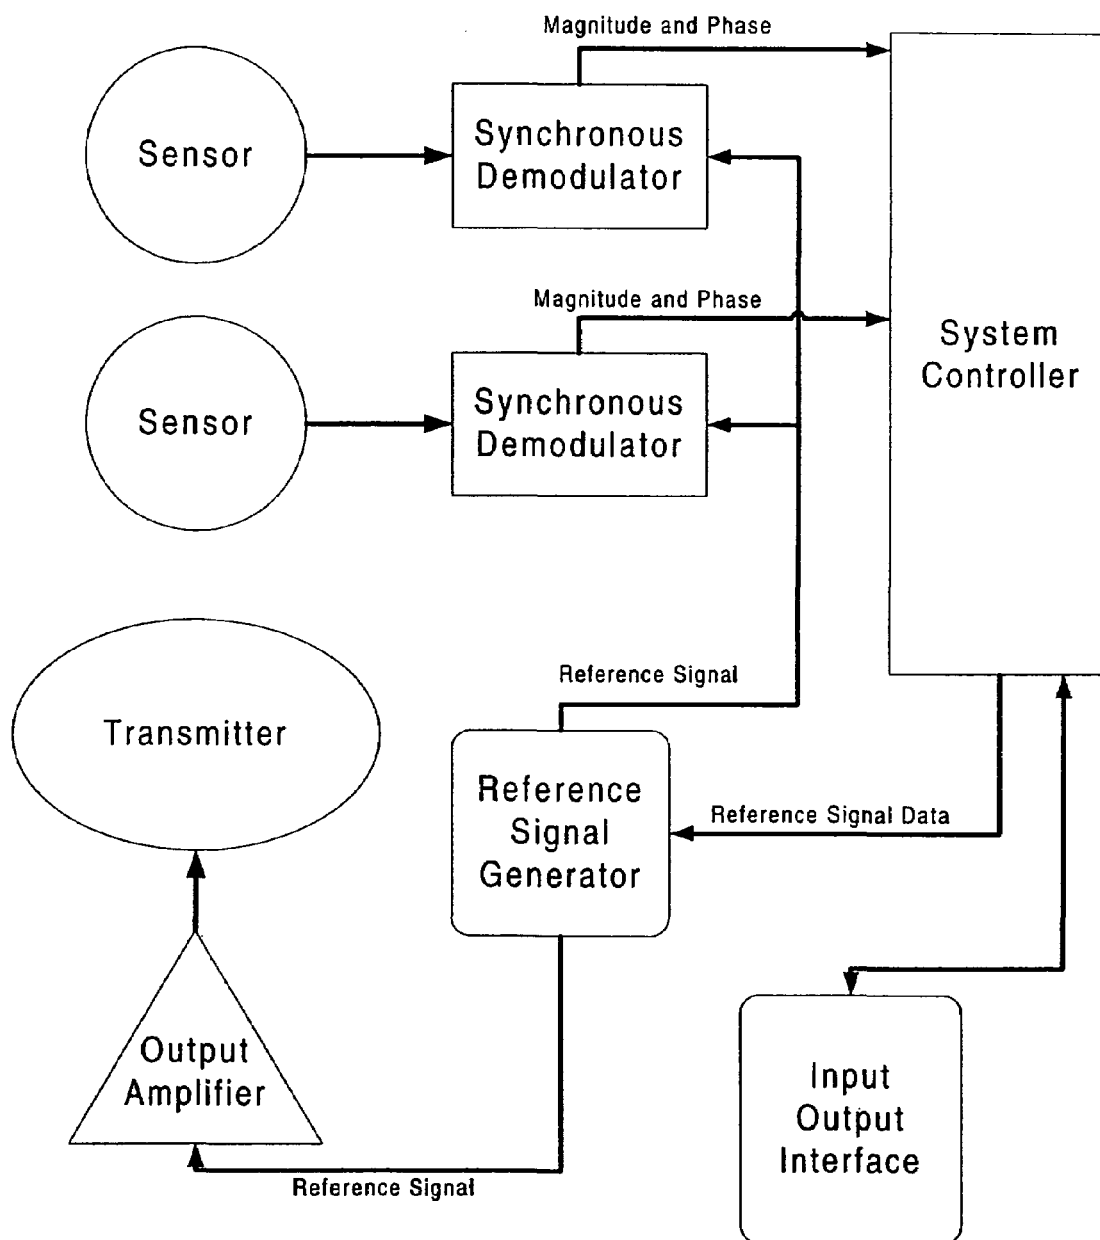 Magnitude and Phase
Sensor
Synchronous
Demodulator
Magnitude and Phase
System
Controller
Sensor
Synchronous
Demodulator
Reference Signal
Transmitter
Reference
Signal
Generator
Reference Signal Data
Output
Amplifier
Input
Output
Interface
Reference Signal